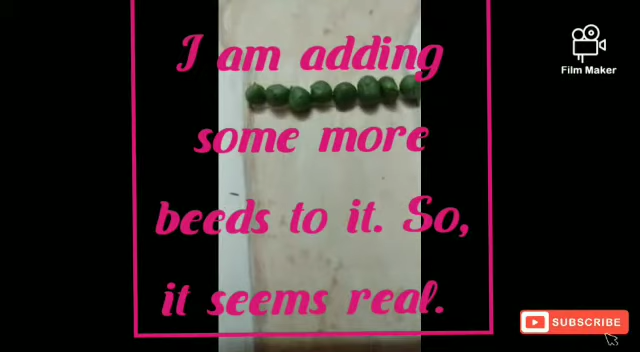 I am adding
some more
beeds to it. So,
it seems real.
Film Maker
SUBSCRIBE